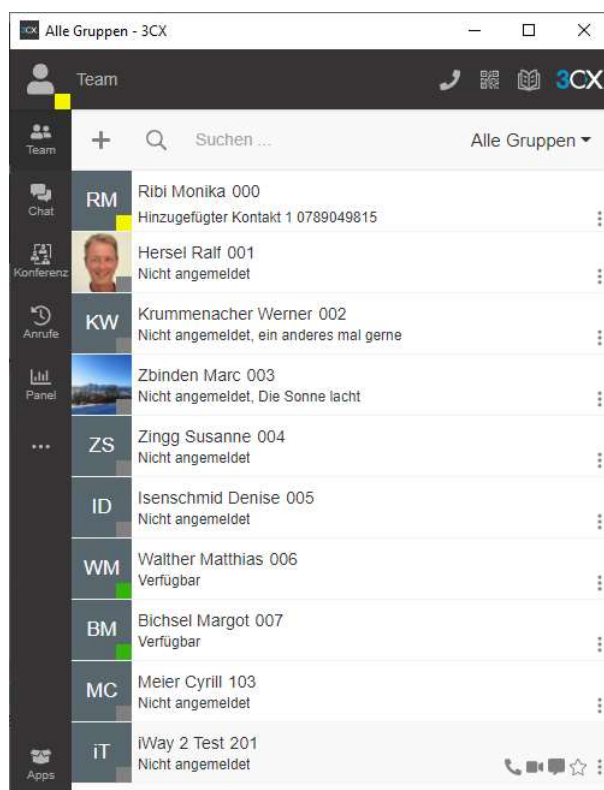 3CX Alle Gruppen - 3CX
Team
3CX
Team
Suchen ...
Alle Gruppen
Chat
Konferenz
Anrufe
Panel
Apps
RM
Ribi Monika 000
Hinzugefügter Kontakt 1 0789049815
Hersel Ralf 001
Nicht angemeldet
KW
Krummenacher Werner 002
Nicht angemeldet, ein anderes mal gerne
Zbinden Marc 003
Nicht angemeldet, Die Sonne lacht
ZS
Zingg Susanne 004
Nicht angemeldet
ID
Isenschmid Denise 005
Nicht angemeldet
WM
Walther Matthias 006
Verfügbar
BM
Bichsel Margot 007
Verfügbar
MC
Meier Cyrill 103
Nicht angemeldet
iT
iWay 2 Test 201
Nicht angemeldet